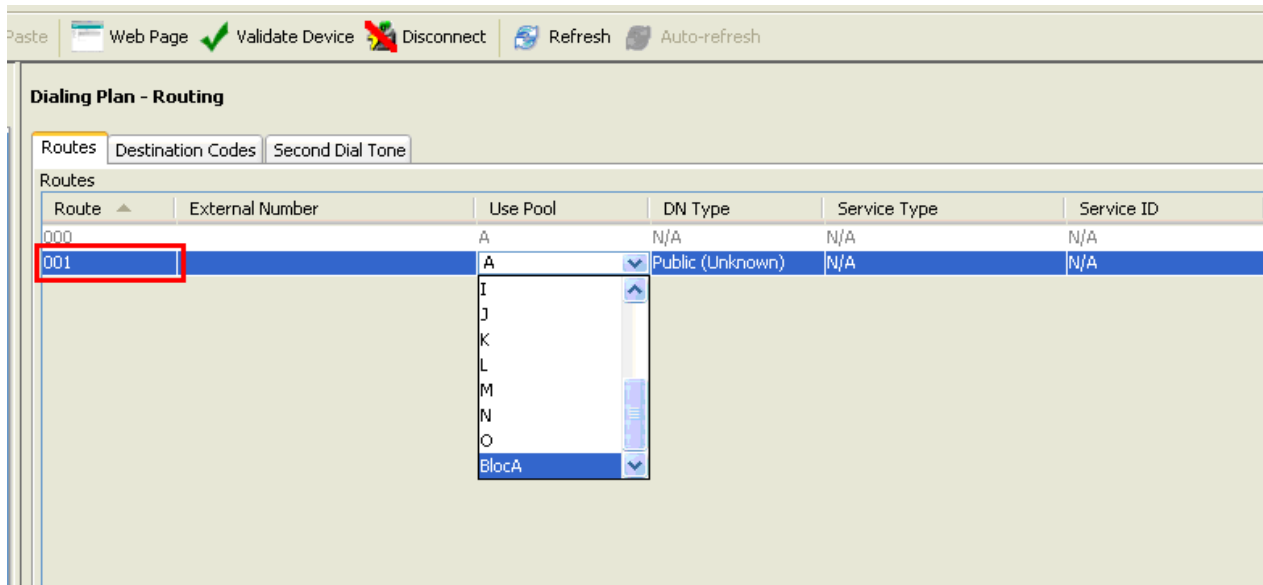 Paste Web Page Validate Device Disconnect Refresh Auto-refresh
Dialing Plan - Routing
Routes Destination Codes Second Dial Tone
Routes
Route External Number Use Pool DN Type Service Type Service ID
000 A N/A N/A N/A
001 A Public (Unknown) N/A N/A
I
J
K
L
M
N
O
BlocA